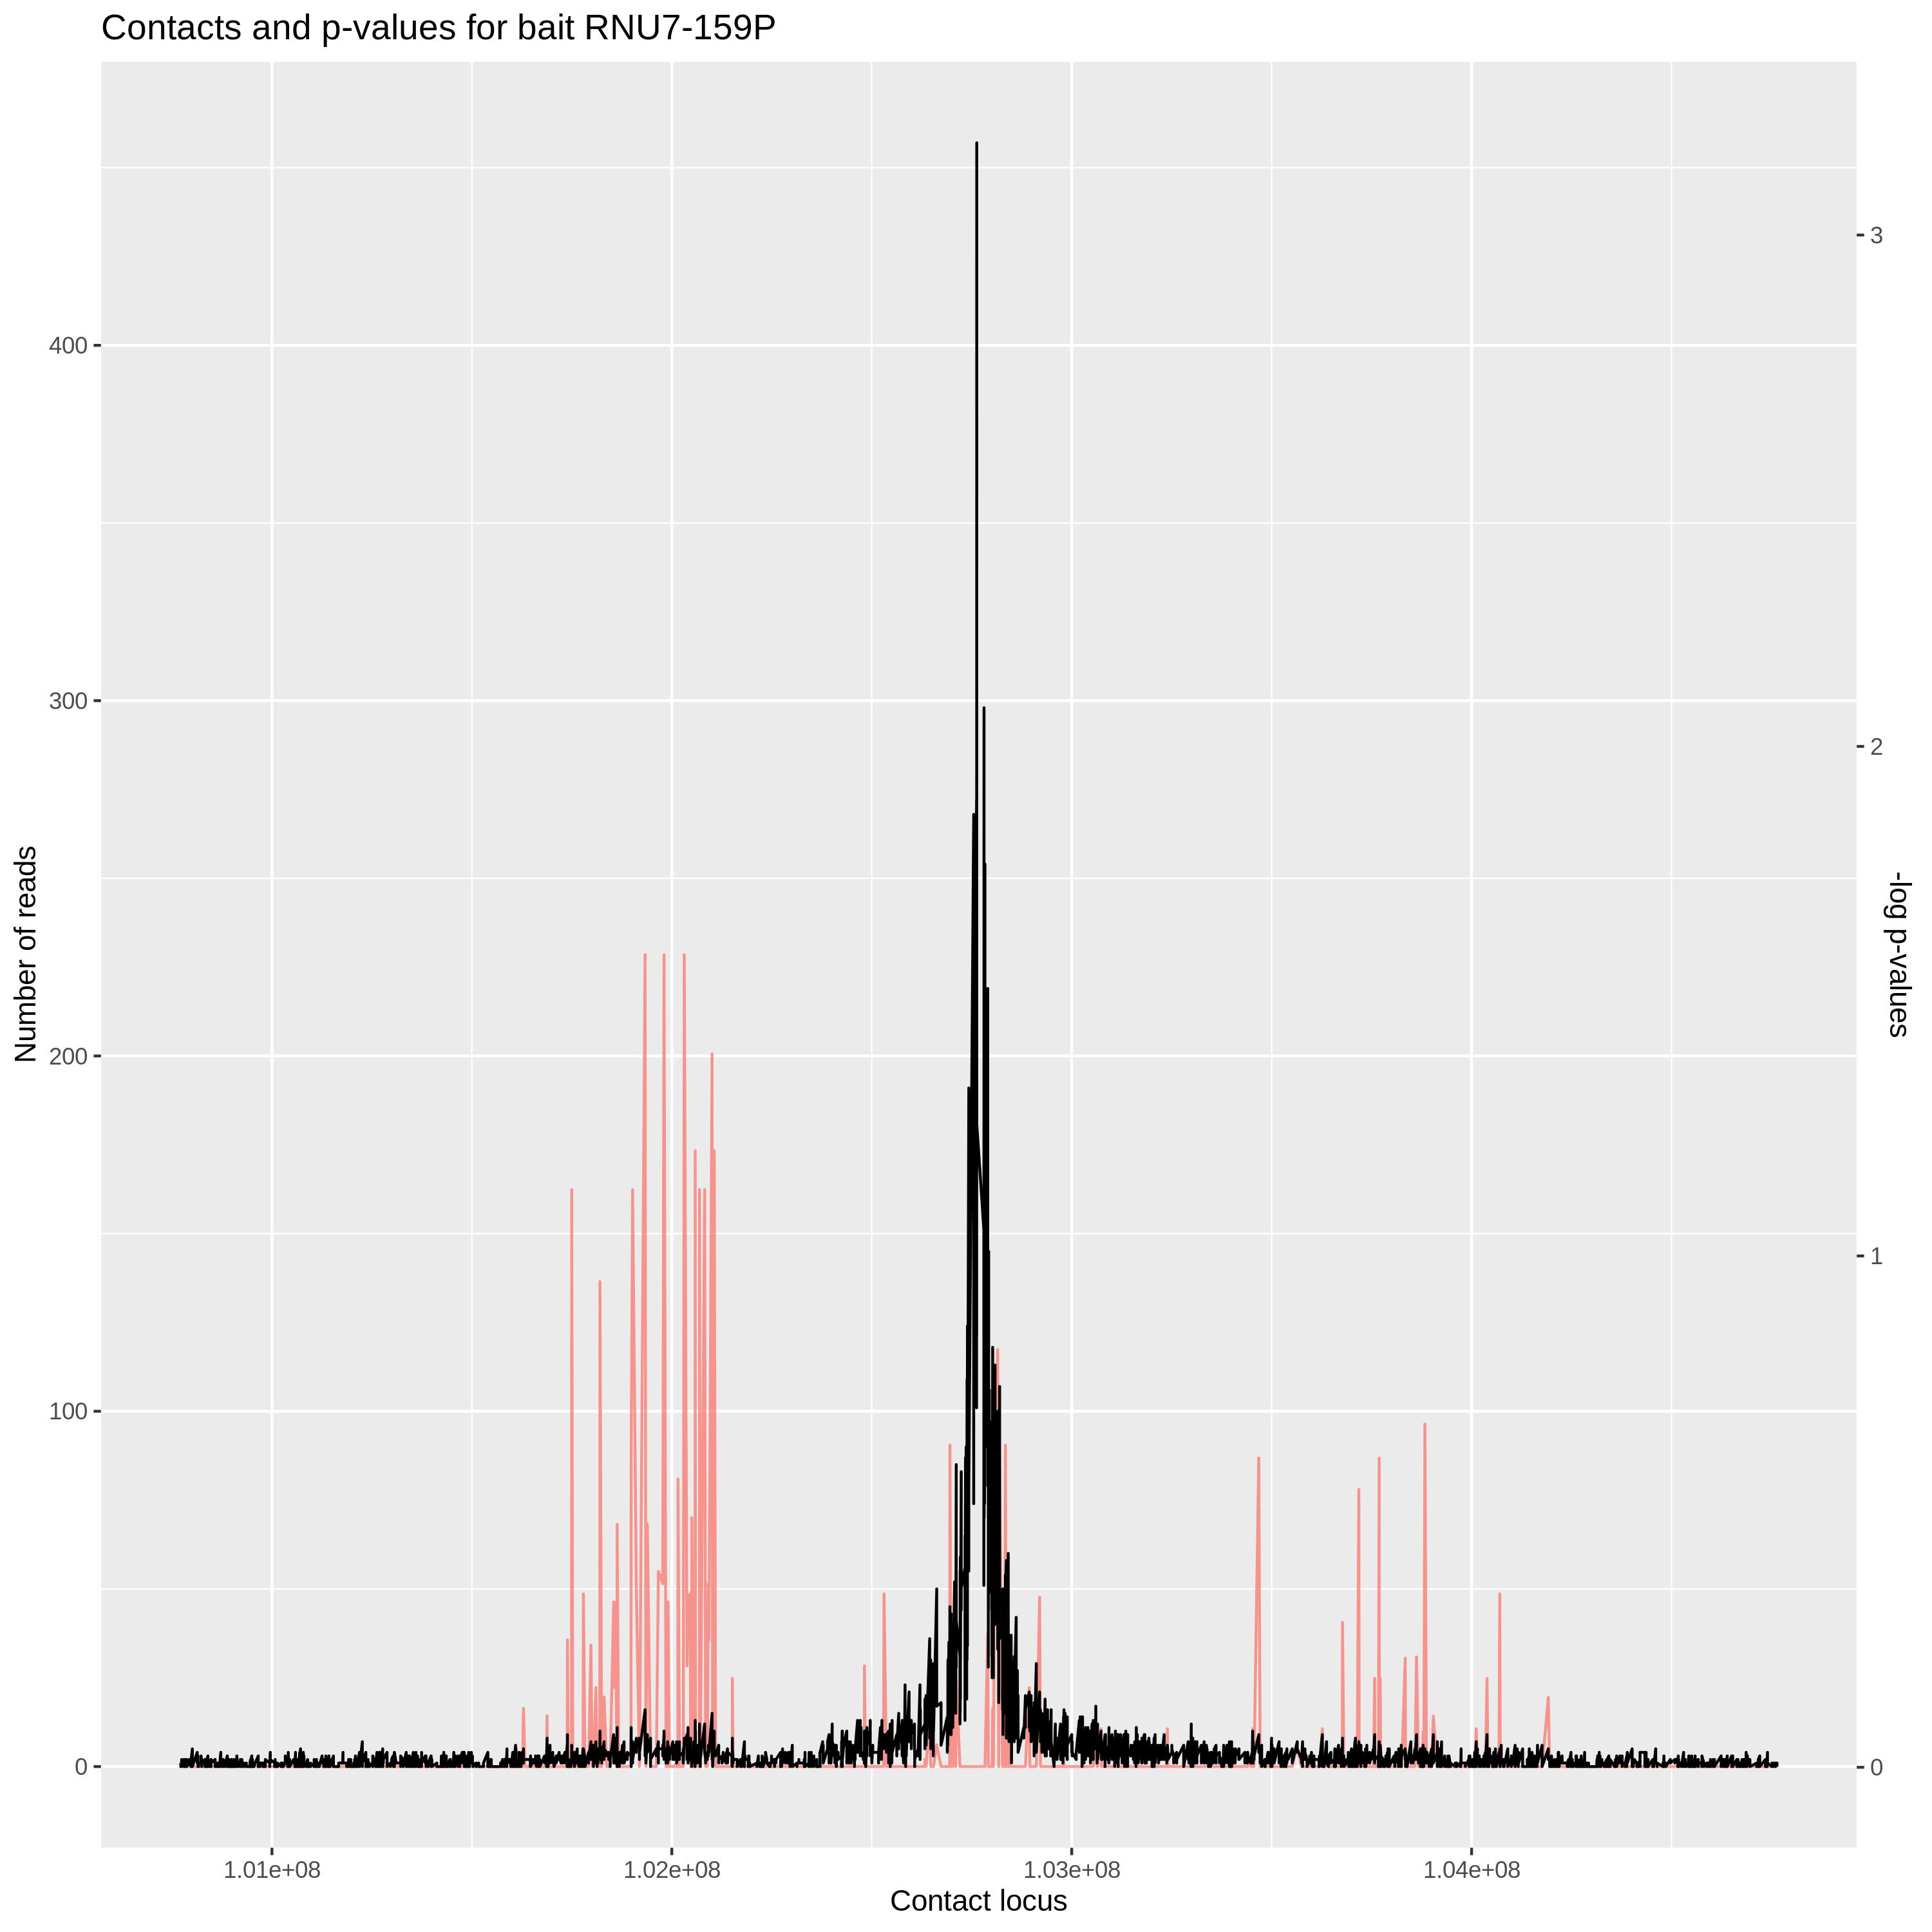 Contacts and p-values for bait RNU7-159P
400
300
200
100
0
3
2
1
0
Number of reads
-log p-values
1.01e+08
1.02e+08
1.03e+08
1.04e+08
Contact locus